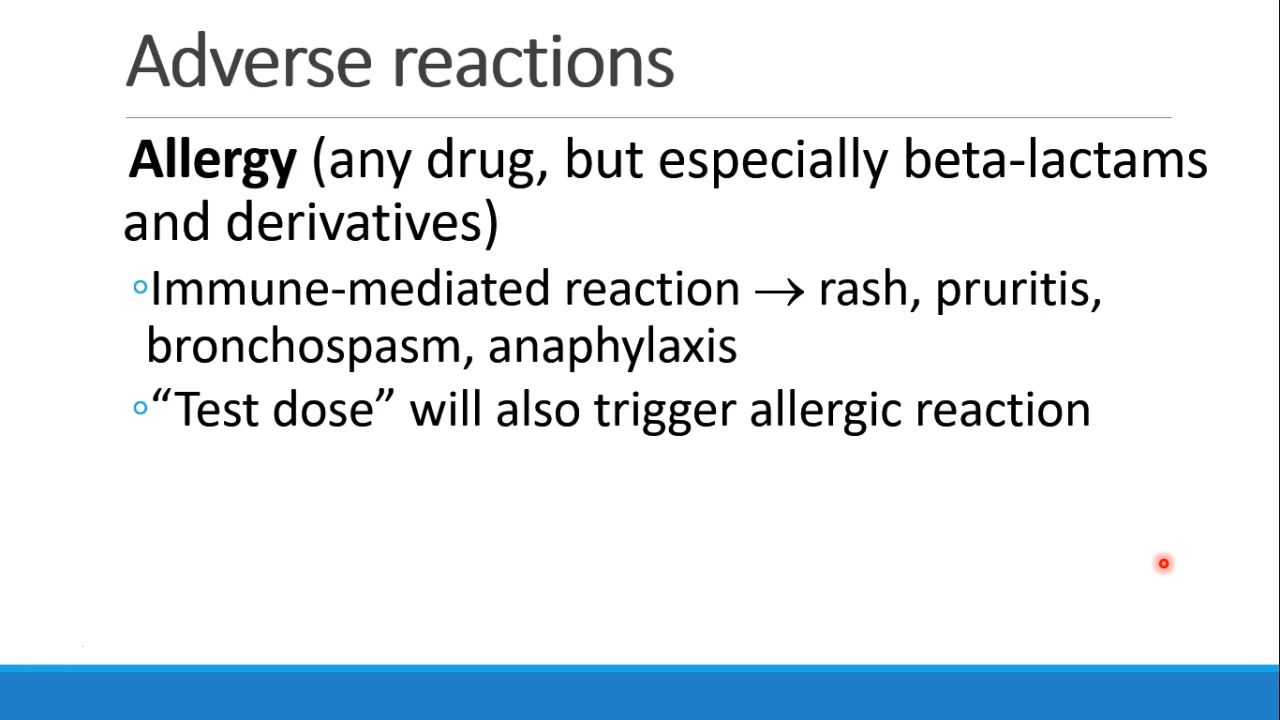 Adverse reactions
Allergy (any drug, but especially beta-lactams
and derivatives)
◦Immune-mediated reaction → rash, pruritis,
bronchospasm, anaphylaxis
◦“Test dose” will also trigger allergic reaction